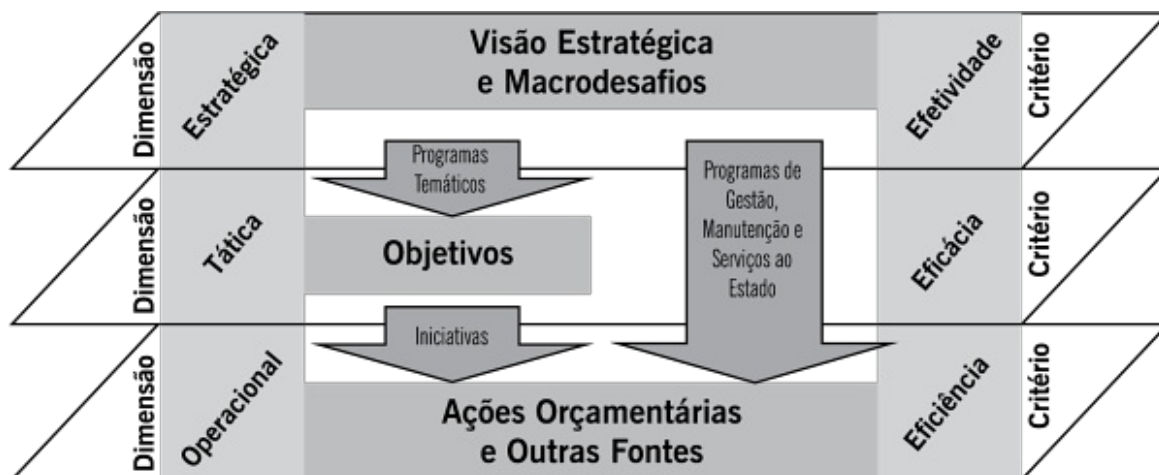 Dimensão
Estratégica
Visão Estratégica
e Macrodesafios
Efetividade
Critério
Programas
Temáticos
Programas de
Gestão,
Manutenção e
Serviços ao
Estado
Dimensão
Tática
Objetivos
Eficácia
Critério
Iniciativas
Dimensão
Operacional
Ações Orçamentárias
e Outras Fontes
Eficiência
Critério